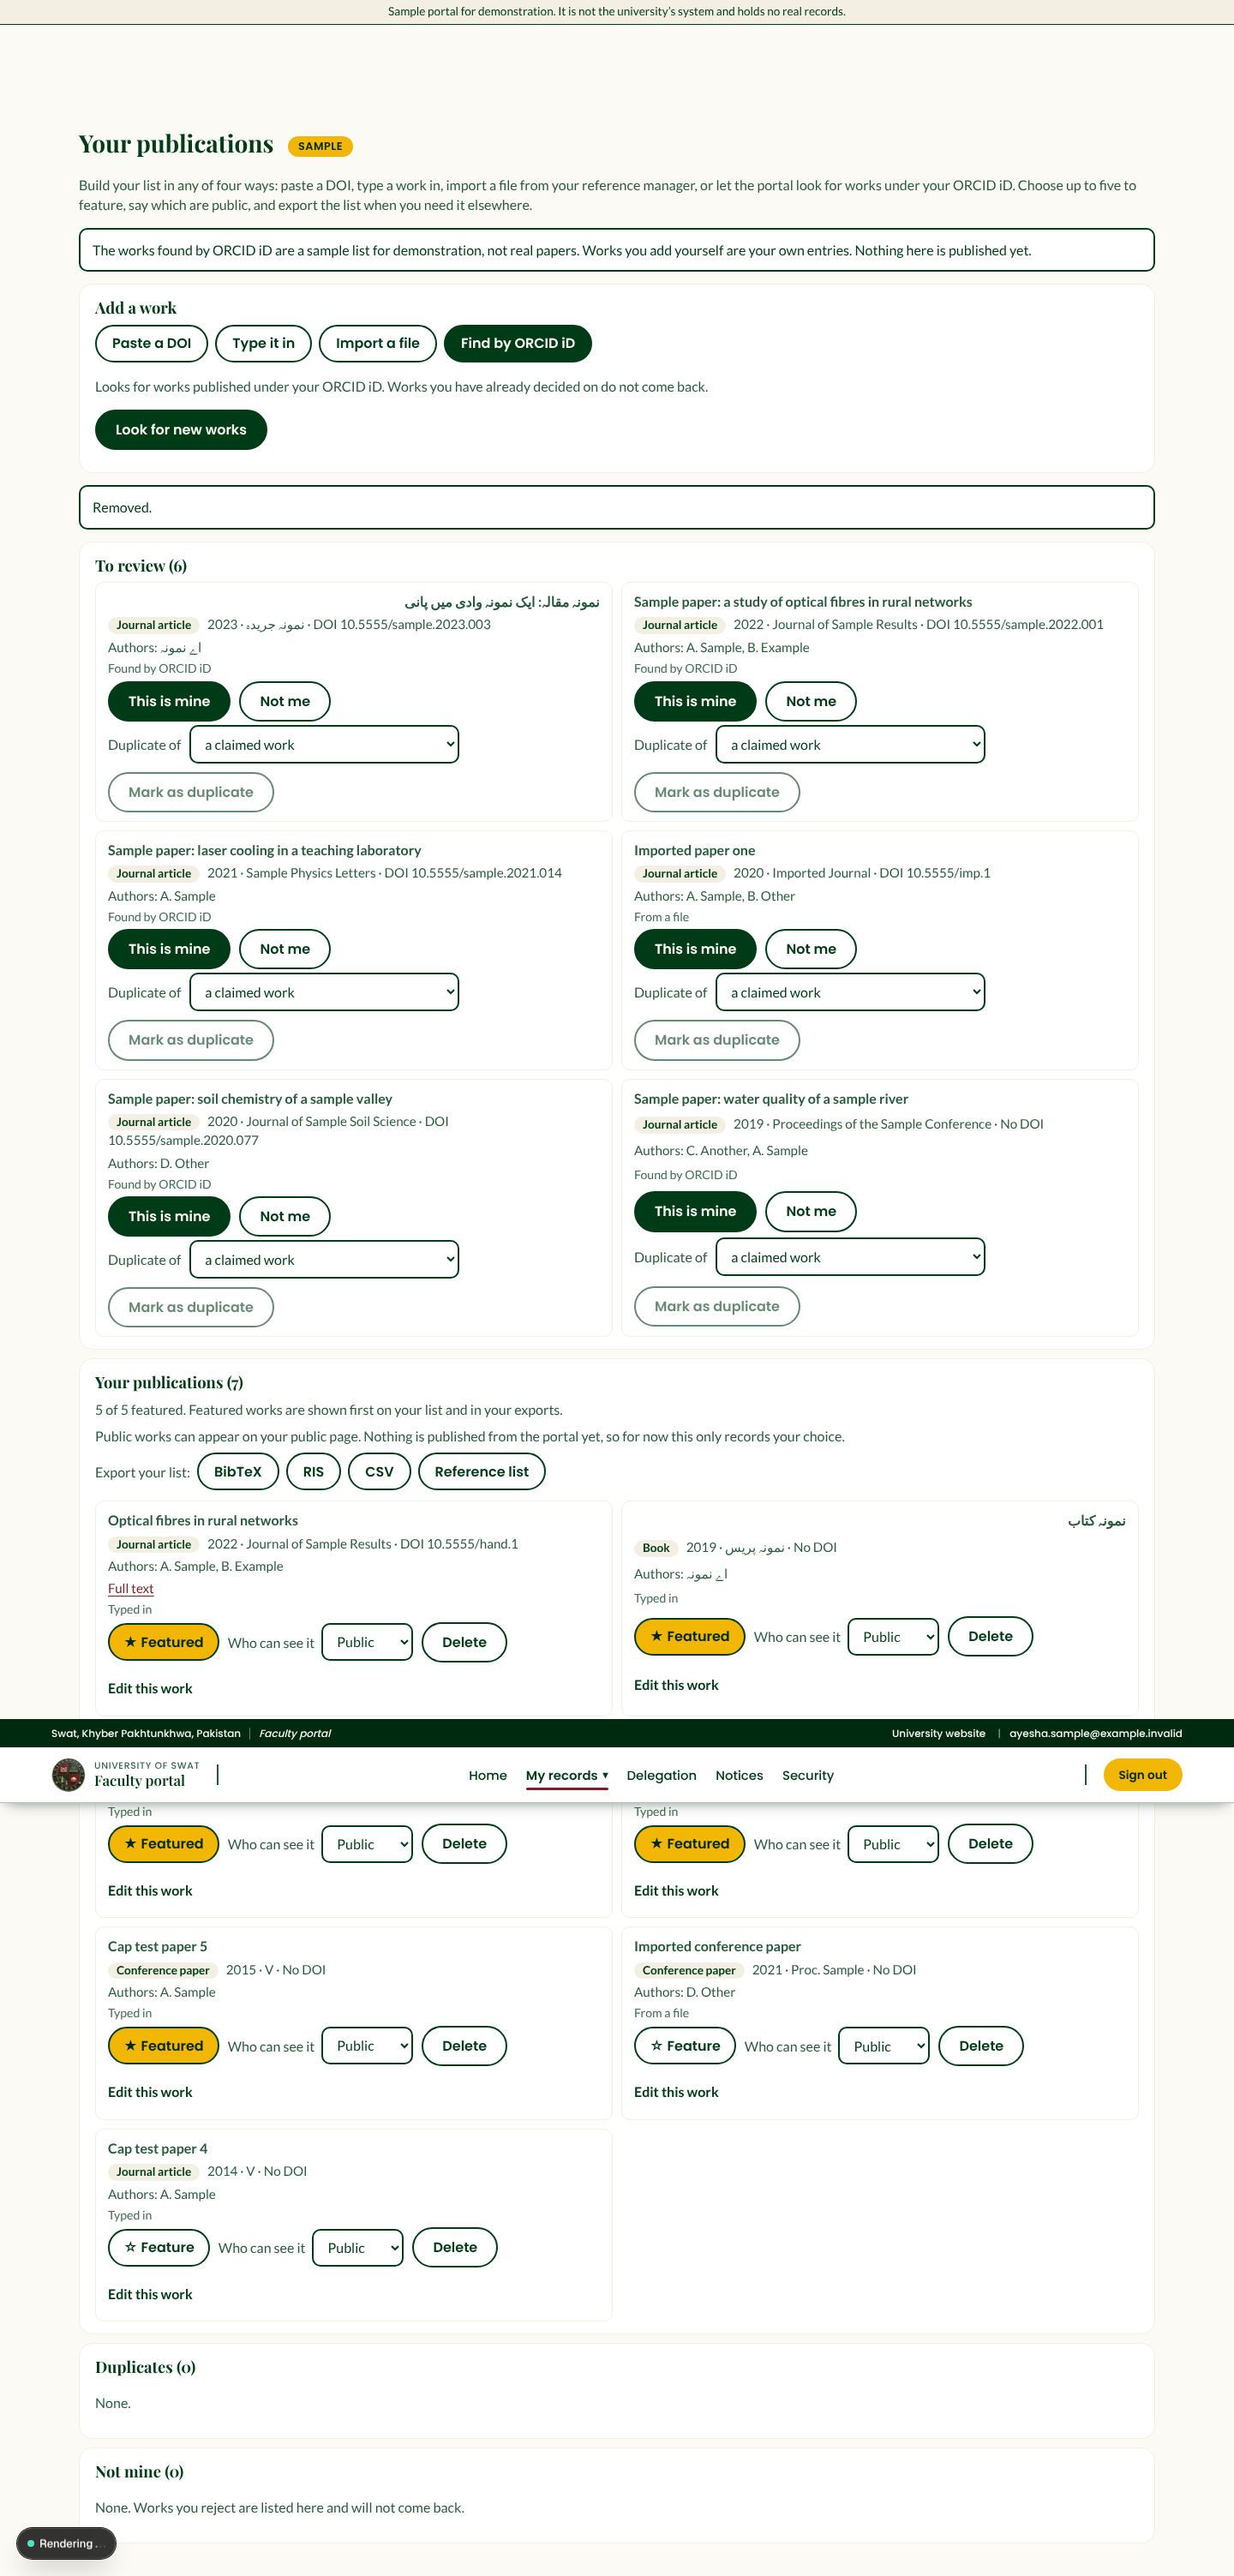 Sample portal for demonstration. It is not the university's system and holds no real records.
Your publications SAMPLE
Build your list in any of four ways: paste a DOI, type a work in, import a file from your reference manager, or let the portal look for works under your ORCID iD. Choose up to five to
feature, say which are public, and export the list when you need it elsewhere.
The works found by ORCID iD are a sample list for demonstration, not real papers. Works you add yourself are your own entries. Nothing here is published yet.
Add a work
Paste a DOI Type it in Import a file Find by ORCID iD
Looks for works published under your ORCID iD. Works you have already decided on do not come back.
Look for new works
Removed.
To review (6)
نمونہ مقالہ: ایک نمونہ وادی میں پانی
Journal article 2023 · نمونہ جریدہ · DOI 10.5555/sample.2023.003
Authors: اے نمونہ
Found by ORCID iD
This is mine Not me
Duplicate of a claimed work
Mark as duplicate
Sample paper: a study of optical fibres in rural networks
Journal article 2022 · Journal of Sample Results · DOI 10.5555/sample.2022.001
Authors: A. Sample, B. Example
Found by ORCID iD
This is mine Not me
Duplicate of a claimed work
Mark as duplicate
Sample paper: laser cooling in a teaching laboratory
Journal article 2021 · Sample Physics Letters · DOI 10.5555/sample.2021.014
Authors: A. Sample
Found by ORCID iD
This is mine Not me
Duplicate of a claimed work
Mark as duplicate
Imported paper one
Journal article 2020 · Imported Journal · DOI 10.5555/imp.1
Authors: A. Sample, B. Other
From a file
This is mine Not me
Duplicate of a claimed work
Mark as duplicate
Sample paper: soil chemistry of a sample valley
Journal article 2020 · Journal of Sample Soil Science · DOI
10.5555/sample.2020.077
Authors: D. Other
Found by ORCID iD
This is mine Not me
Duplicate of a claimed work
Mark as duplicate
Sample paper: water quality of a sample river
Journal article 2019 · Proceedings of the Sample Conference · No DOI
Authors: C. Another, A. Sample
Found by ORCID iD
This is mine Not me
Duplicate of a claimed work
Mark as duplicate
Your publications (7)
5 of 5 featured. Featured works are shown first on your list and in your exports.
Public works can appear on your public page. Nothing is published from the portal yet, so for now this only records your choice.
Export your list: BibTeX RIS CSV Reference list
Optical fibres in rural networks
Journal article 2022 · Journal of Sample Results · DOI 10.5555/hand.1
Authors: A. Sample, B. Example
Full text
Typed in
★ Featured Who can see it Public Delete
Edit this work
نمونہ کتاب
Book 2019 · نمونہ پریس · No DOI
Authors: اے نمونہ
Typed in
★ Featured Who can see it Public Delete
Edit this work
Swat, Khyber Pakhtunkhwa, Pakistan | Faculty portal University website | ayesha.sample@example.invalid
UNIVERSITY OF SWAT
Faculty portal
Home My records ▾ Delegation Notices Security Sign out
Typed in
★ Featured Who can see it Public Delete
Edit this work
Typed in
★ Featured Who can see it Public Delete
Edit this work
Cap test paper 5
Conference paper 2015 · V · No DOI
Authors: A. Sample
Typed in
★ Featured Who can see it Public Delete
Edit this work
Imported conference paper
Conference paper 2021 · Proc. Sample · No DOI
Authors: D. Other
From a file
☆ Feature Who can see it Public Delete
Edit this work
Cap test paper 4
Journal article 2014 · V · No DOI
Authors: A. Sample
Typed in
☆ Feature Who can see it Public Delete
Edit this work
Duplicates (0)
None.
Not mine (0)
None. Works you reject are listed here and will not come back.
Rendering ...